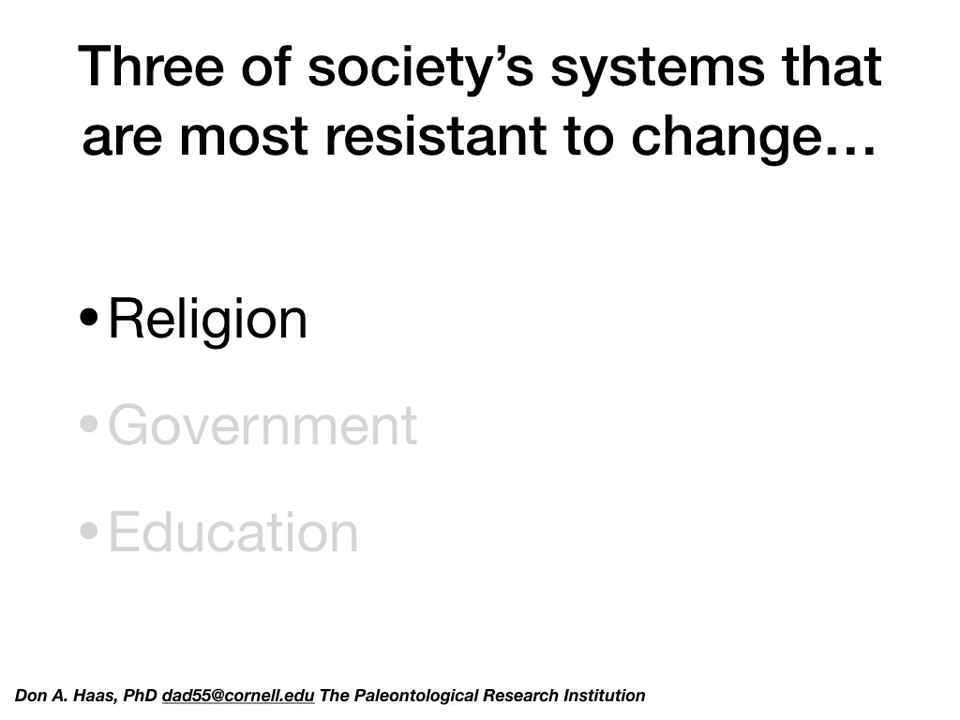 Three of society’s systems that
are most resistant to change…
•Religion
•Government
•Education
Don A. Haas, PhD dad55@cornell.edu The Paleontological Research Institution